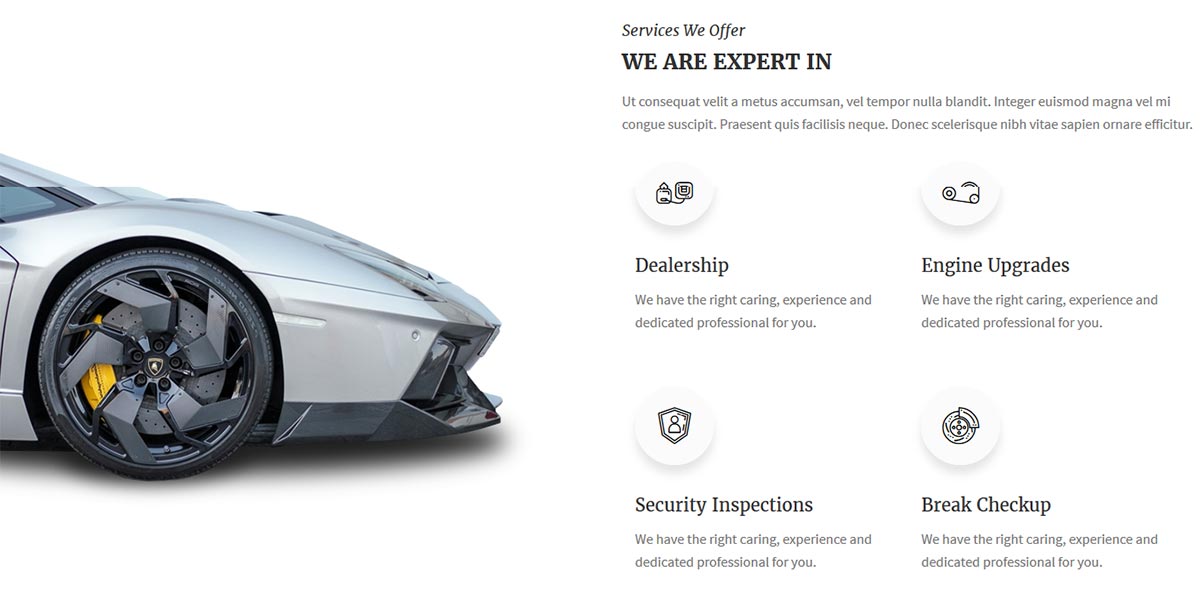 Services We Offer
WE ARE EXPERT IN
Ut consequat velit a metus accumsan, vel tempor nulla blandit. Integer euismod magna vel mi
congue suscipit. Praesent quis facilisis neque. Donec scelerisque nibh vitae sapien ornare efficitur.
Dealership
We have the right caring, experience and
dedicated professional for you.
Engine Upgrades
We have the right caring, experience and
dedicated professional for you.
Security Inspections
We have the right caring, experience and
dedicated professional for you.
Break Checkup
We have the right caring, experience and
dedicated professional for you.